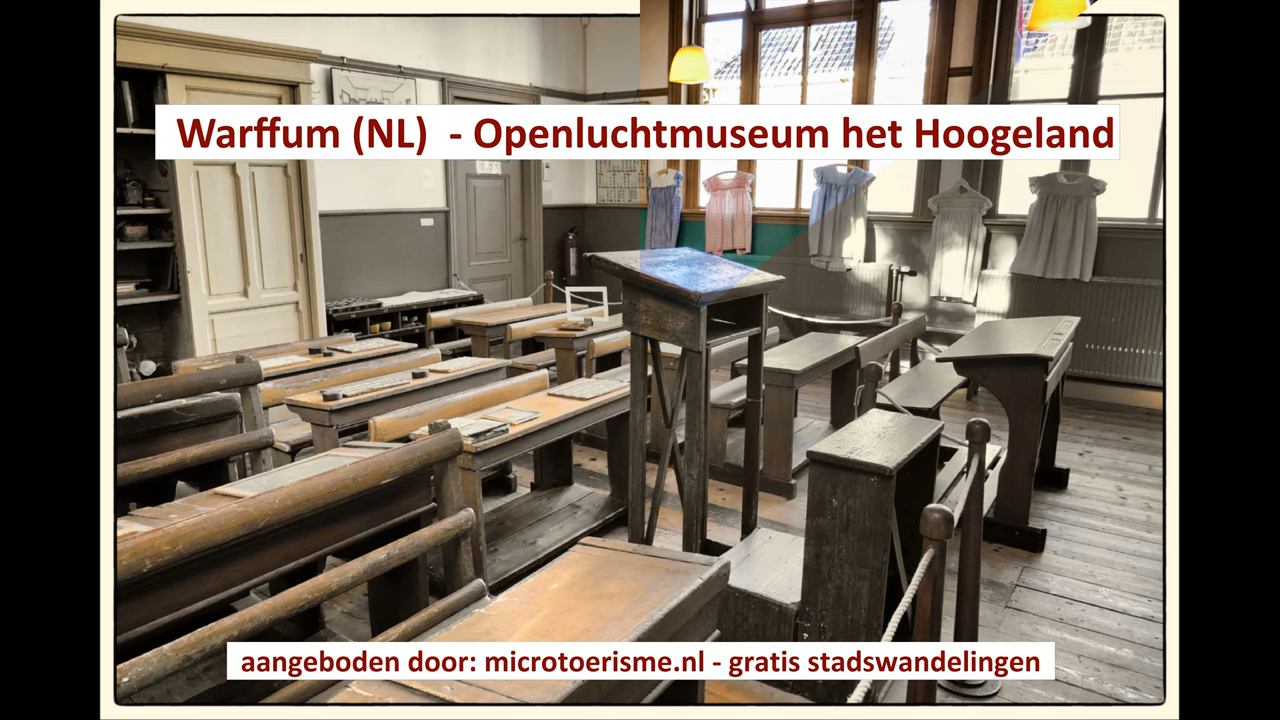 Warffum (NL) - Openluchtmuseum het Hoogeland
aangeboden door: microtoerisme.nl - gratis stadswandelingen